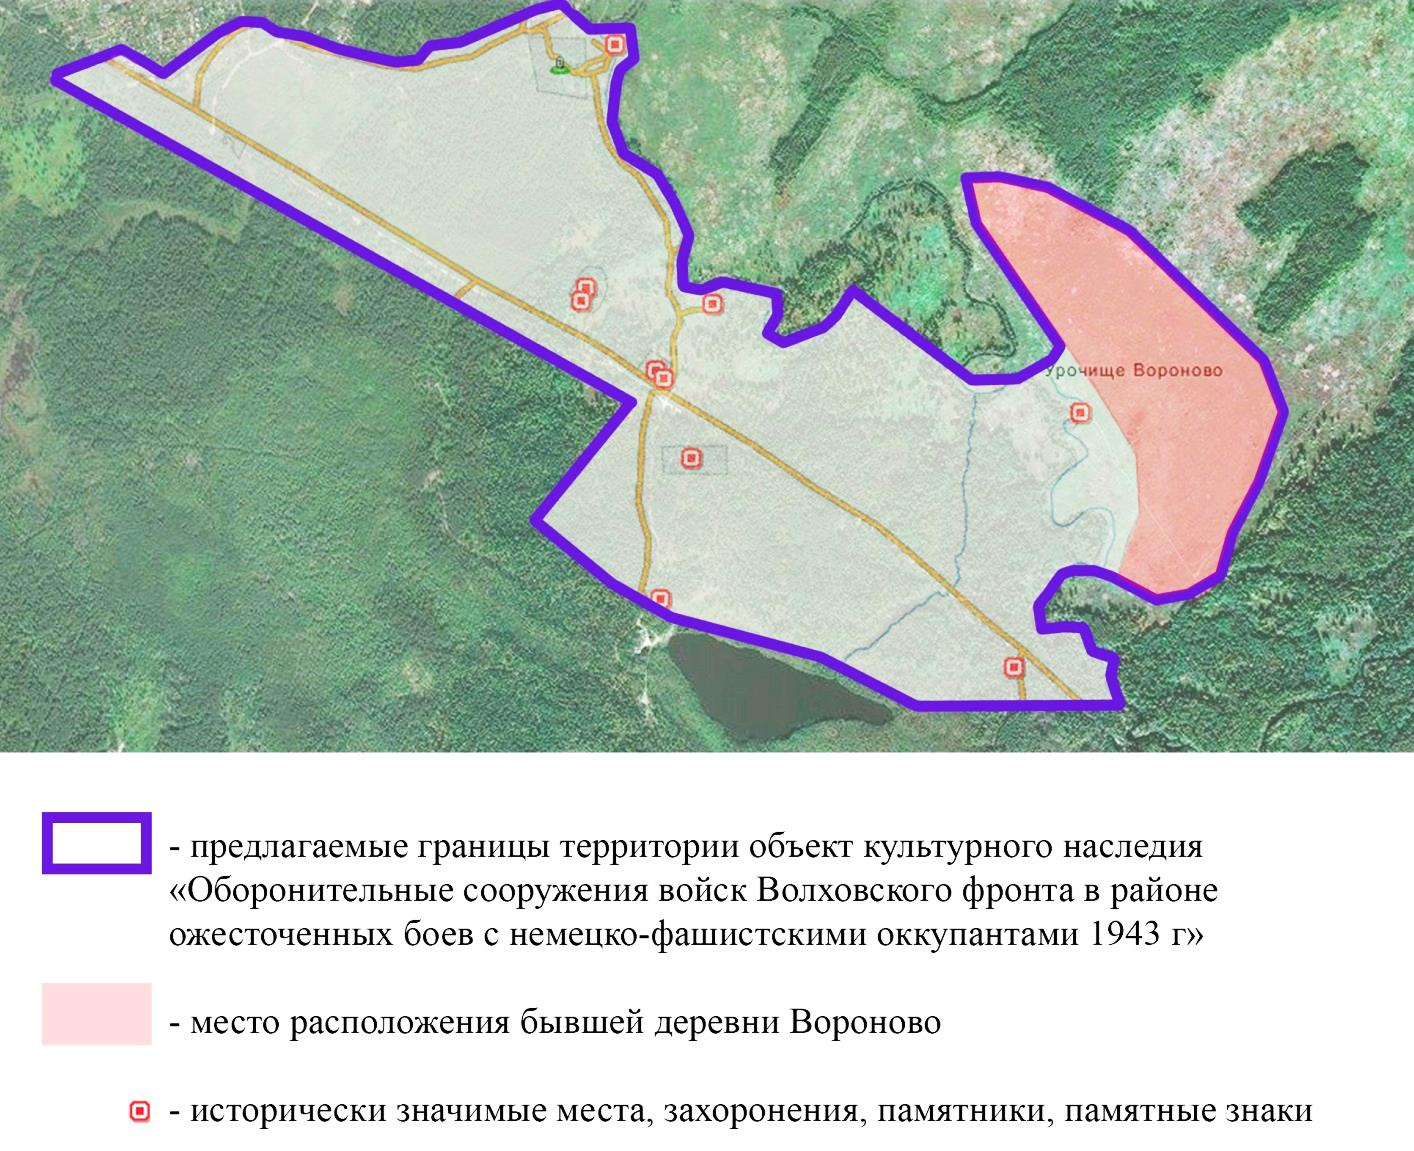 Урочище Вороново
- предлагаемые границы территории объект культурного наследия
«Оборонительные сооружения войск Волховского фронта в районе
ожесточенных боев с немецко-фашистскими оккупантами 1943 г»
- место расположения бывшей деревни Вороново
- исторически значимые места, захоронения, памятники, памятные знаки